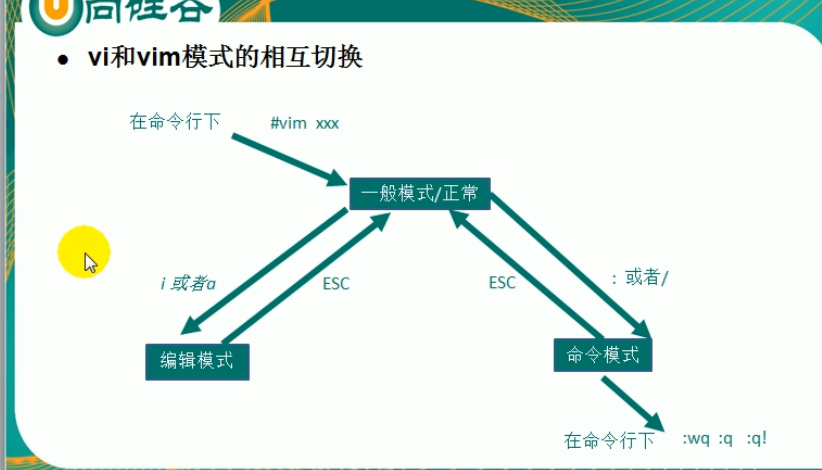 尚硅谷
● vi和vim模式的相互切换
在命令行下 #vim xxx
一般模式/正常
i 或者a ESC ESC : 或者/
编辑模式 命令模式
在命令行下 :wq :q :q!